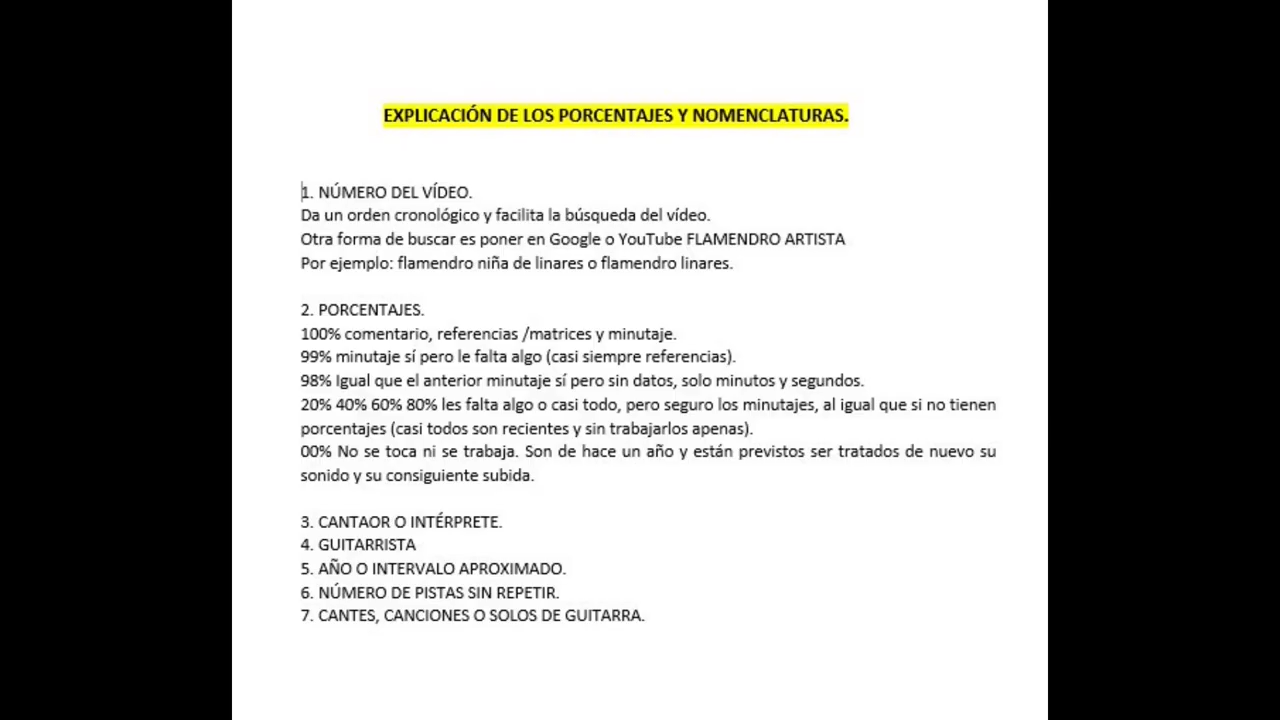 EXPLICACIÓN DE LOS PORCENTAJES Y NOMENCLATURAS.
1. NÚMERO DEL VÍDEO.
Da un orden cronológico y facilita la búsqueda del vídeo.
Otra forma de buscar es poner en Google o YouTube FLAMENDRO ARTISTA
Por ejemplo: flamendro niña de linares o flamendro linares.
2. PORCENTAJES.
100% comentario, referencias /matrices y minutaje.
99% minutaje sí pero le falta algo (casi siempre referencias).
98% Igual que el anterior minutaje sí pero sin datos, solo minutos y segundos.
20% 40% 60% 80% les falta algo o casi todo, pero seguro los minutajes, al igual que si no tienen
porcentajes (casi todos son recientes y sin trabajarlos apenas).
00% No se toca ni se trabaja. Son de hace un año y están previstos ser tratados de nuevo su
sonido y su consiguiente subida.
3. CANTAOR O INTÉRPRETE.
4. GUITARRISTA
5. AÑO O INTERVALO APROXIMADO.
6. NÚMERO DE PISTAS SIN REPETIR.
7. CANTES, CANCIONES O SOLOS DE GUITARRA.